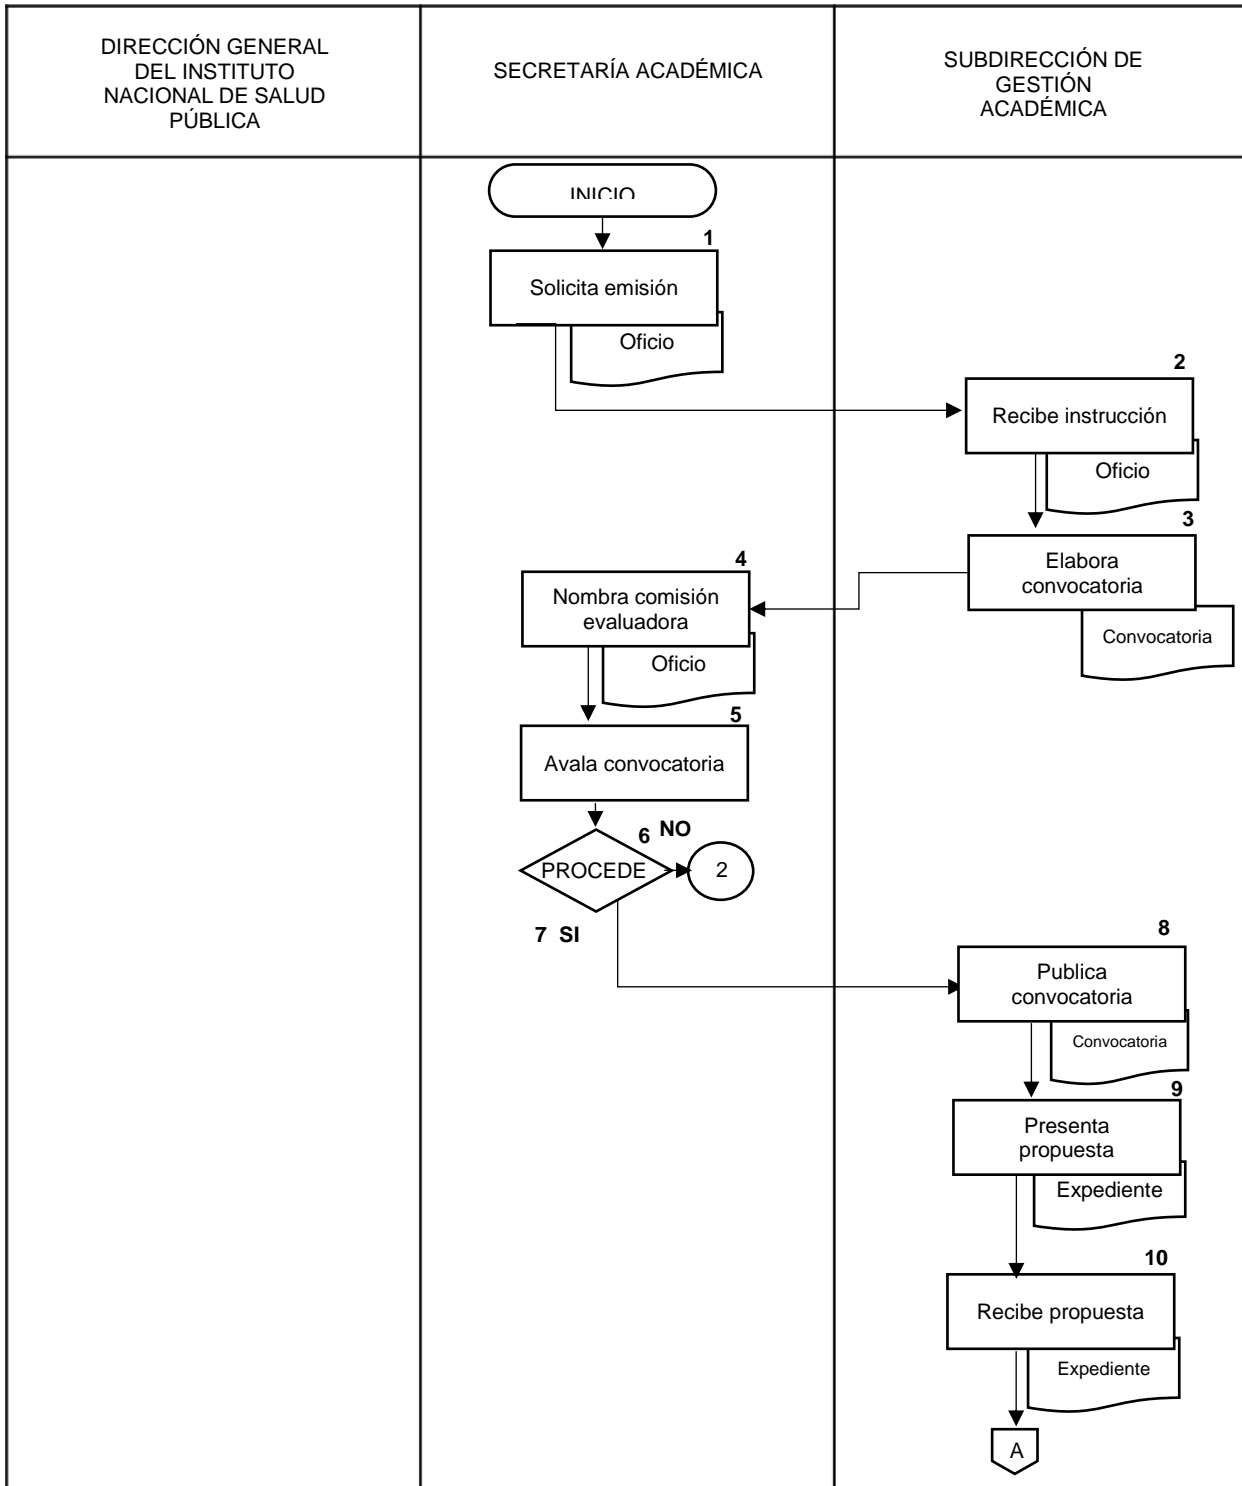 DIRECCIÓN GENERAL
DEL INSTITUTO
NACIONAL DE SALUD
PÚBLICA
SECRETARÍA ACADÉMICA
SUBDIRECCIÓN DE
GESTIÓN
ACADÉMICA
INICIO
1
Solicita emisión
Oficio
2
Recibe instrucción
Oficio
3
Elabora
convocatoria
Convocatoria
4
Nombra comisión
evaluadora
Oficio
5
Avala convocatoria
6 NO
PROCEDE
2
7 SI
8
Publica
convocatoria
Convocatoria
9
Presenta
propuesta
Expediente
10
Recibe propuesta
Expediente
A